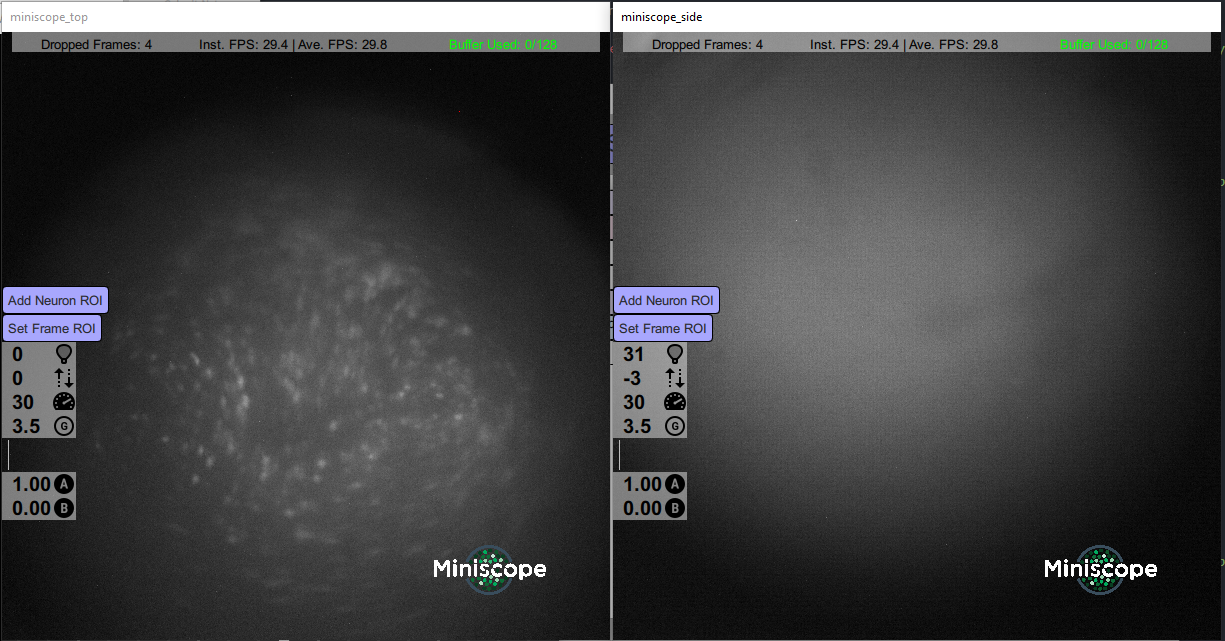 miniscope_top
Dropped Frames: 4 Inst. FPS: 29.4 | Ave. FPS: 29.8 Buffer Used: 0/128
Add Neuron ROI
Set Frame ROI
0
0
30
3.5 G
1.00 A
0.00 B
Miniscope
miniscope_side
Dropped Frames: 4 Inst. FPS: 29.4 | Ave. FPS: 29.8 Buffer Used: 0/128
Add Neuron ROI
Set Frame ROI
31
-3
30
3.5 G
1.00 A
0.00 B
Miniscope